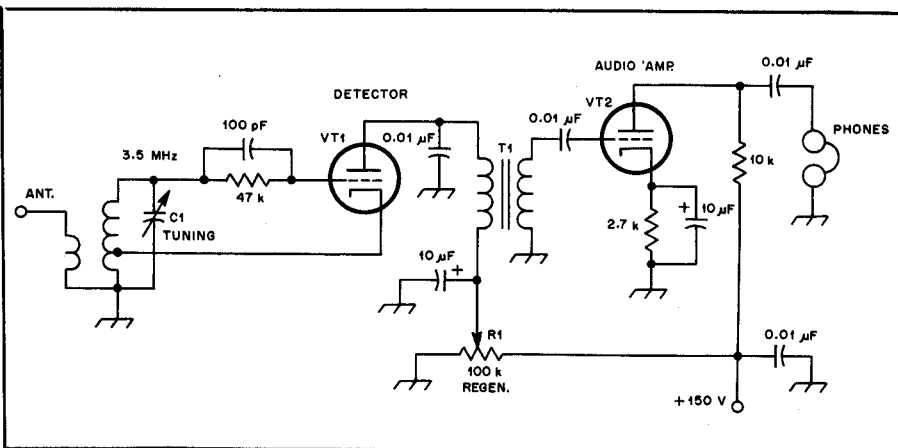 AUDIO AMP.
0.01 µF
DETECTOR
VT2
0.01 µF
PHONES
100 pF
VT1
0.01 µF
T1
3.5 MHz
10 k
47 k
ANT.
C1
TUNING
+
10 µF
2.7 k
10 µF
+
R1
0.01 µF
100 k
REGEN.
+150 V